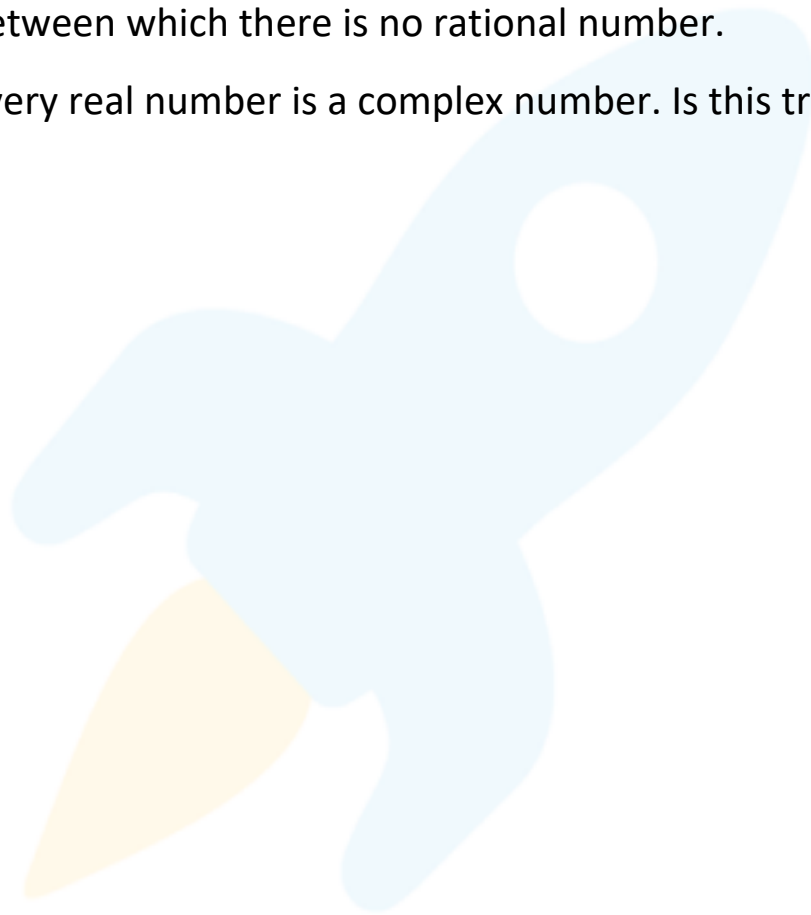 etween which there is no rational number.
very real number is a complex number. Is this tr